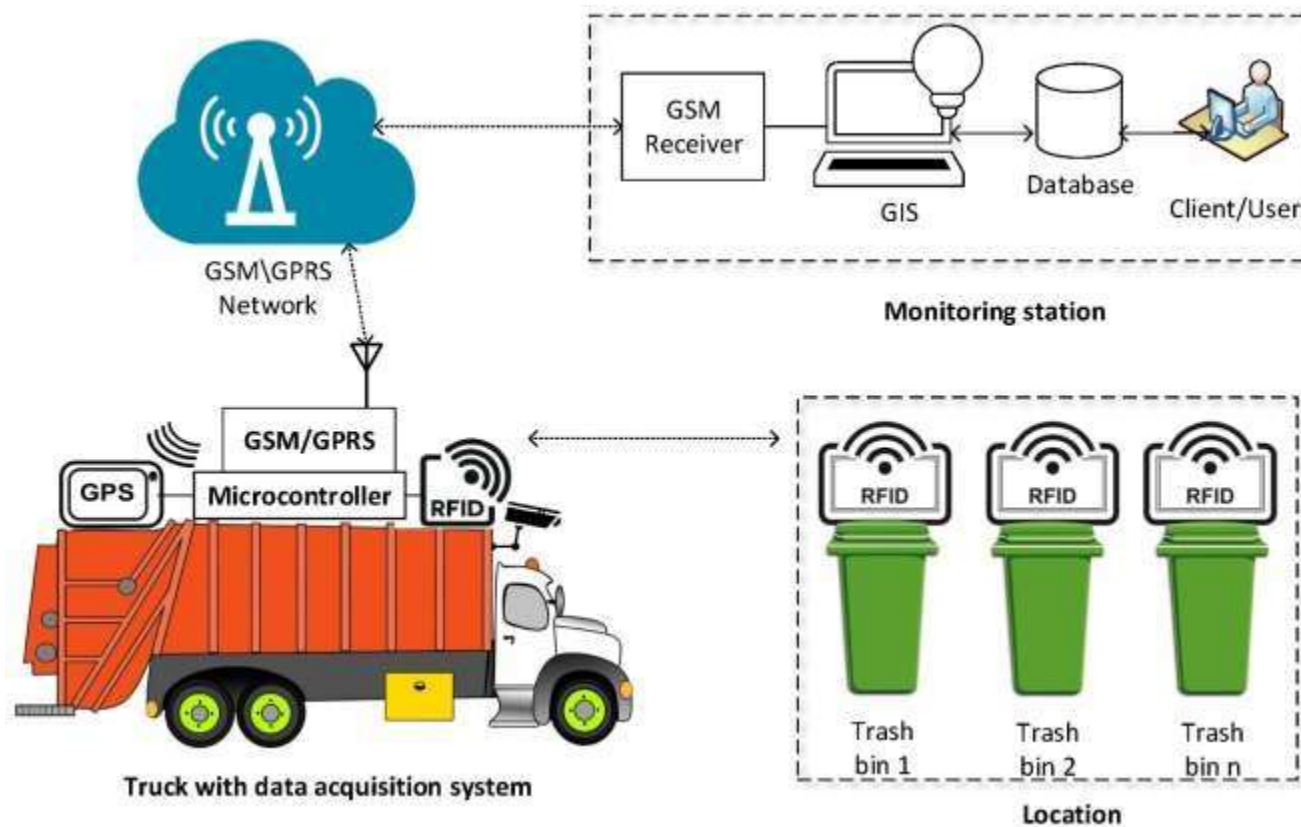 GSM
Receiver
GIS
Database
Client/User
Monitoring station
GSM\GPRS
Network
GSM/GPRS
GPS
Microcontroller
RFID
Truck with data acquisition system
RFID
RFID
RFID
Trash
bin 1
Trash
bin 2
Trash
bin n
Location